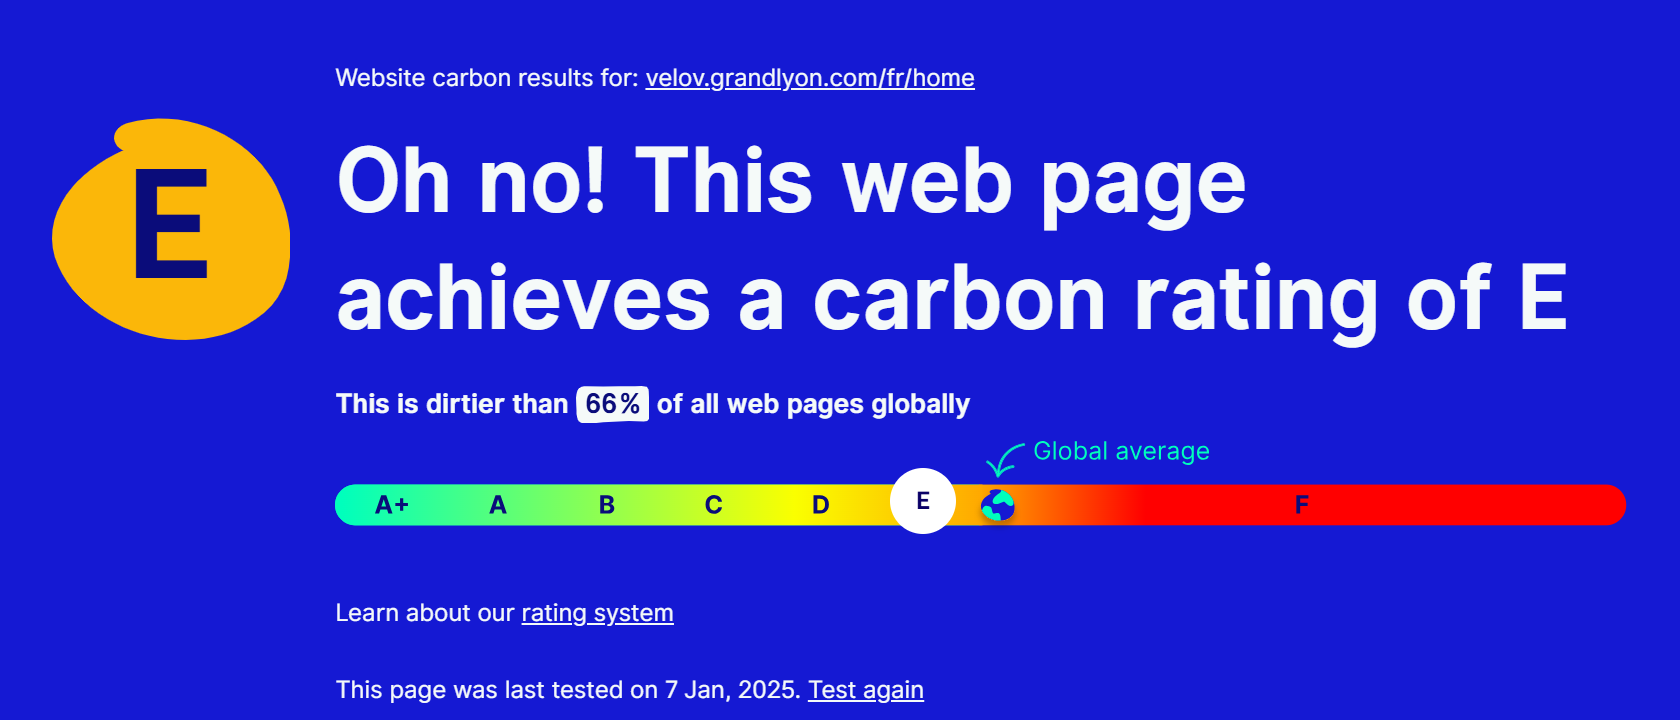 Website carbon results for: velov.grandlyon.com/fr/home
E
Oh no! This web page
achieves a carbon rating of E
This is dirtier than 66% of all web pages globally
Global average
A+ A B C D E F
Learn about our rating system
This page was last tested on 7 Jan, 2025. Test again